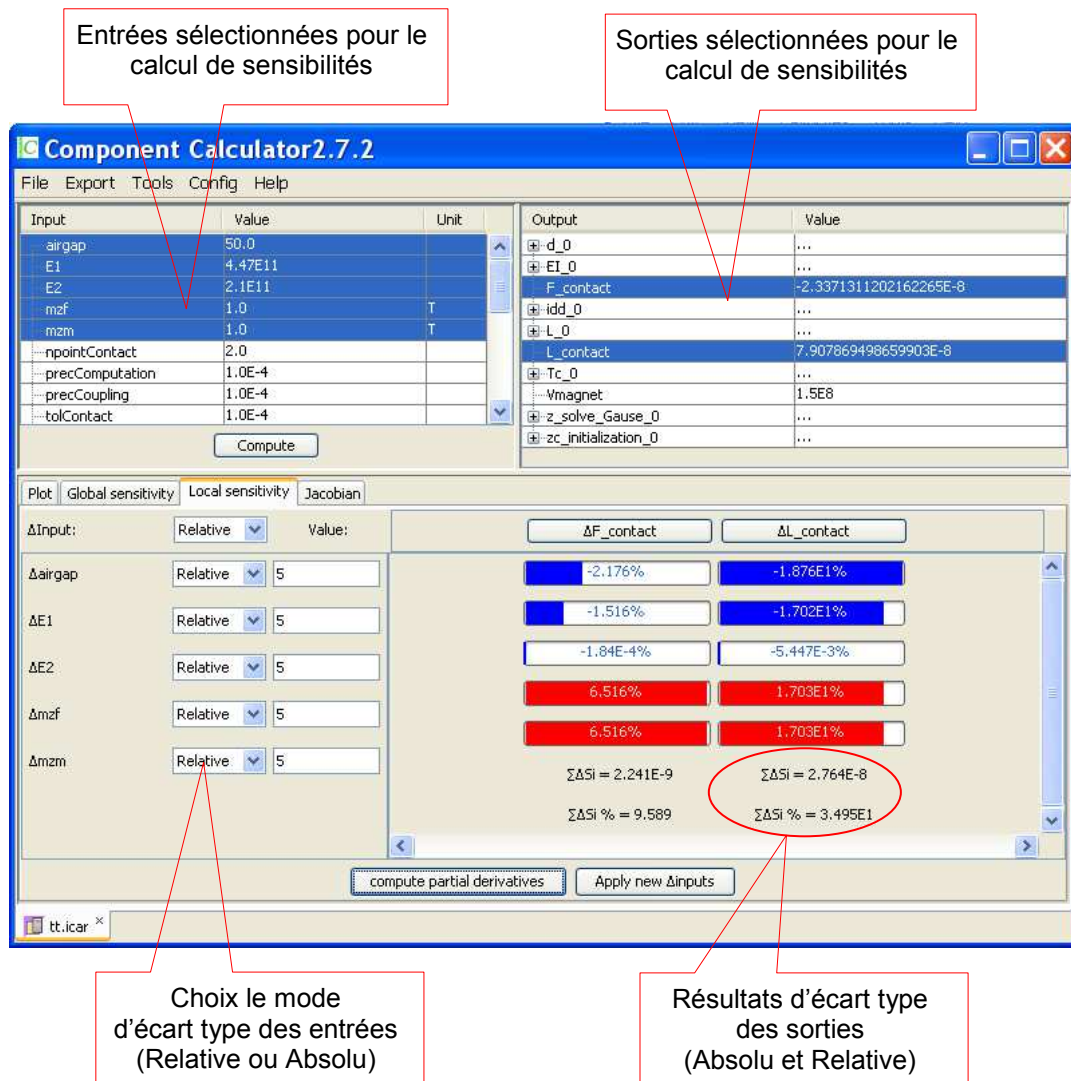 Entrées sélectionnées pour le
calcul de sensibilités
Sorties sélectionnées pour le
calcul de sensibilités
Component Calculator2.7.2
File Export Tools Config Help
Input Value Unit
airgap 50.0
E1 4.47E11
E2 2.1E11
mzf 1.0 T
mzm 1.0 T
npointContact 2.0
precComputation 1.0E-4
precCoupling 1.0E-4
tolContact 1.0E-4
Compute
Output Value
d_0 ...
EI_0 ...
F_contact -2.3371311202162265E-8
idd_0 ...
L_0 ...
L_contact 7.907869498659903E-8
Tc_0 ...
Vmagnet 1.5E8
z_solve_Gause_0 ...
zc_initialization_0 ...
Plot Global sensitivity Local sensitivity Jacobian
ΔInput: Relative Value: ΔF_contact ΔL_contact
Δairgap Relative 5 -2.176% -1.876E1%
ΔE1 Relative 5 -1.516% -1.702E1%
ΔE2 Relative 5 -1.84E-4% -5.447E-3%
Δmzf Relative 5 6.516% 1.703E1%
Δmzm Relative 5 6.516% 1.703E1%
ΣΔSi = 2.241E-9 ΣΔSi = 2.764E-8
ΣΔSi % = 9.589 ΣΔSi % = 3.495E1
compute partial derivatives Apply new Δinputs
tt.icar
Choix le mode
d'écart type des entrées
(Relative ou Absolu)
Résultats d'écart type
des sorties
(Absolu et Relative)